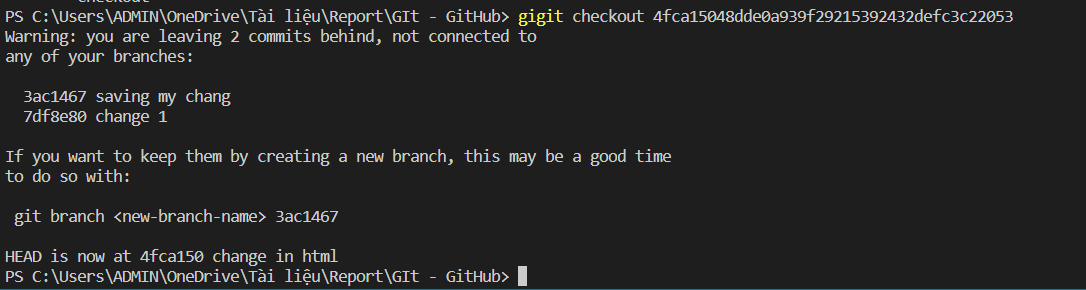 checkout
PS C:\Users\ADMIN\OneDrive\Tài liệu\Report\GIt - GitHub> gigit checkout 4fca15048dde0a939f29215392432defc3c22053
Warning: you are leaving 2 commits behind, not connected to
any of your branches:
3ac1467 saving my chang
7df8e80 change 1
If you want to keep them by creating a new branch, this may be a good time
to do so with:
git branch <new-branch-name> 3ac1467
HEAD is now at 4fca150 change in html
PS C:\Users\ADMIN\OneDrive\Tài liệu\Report\GIt - GitHub>